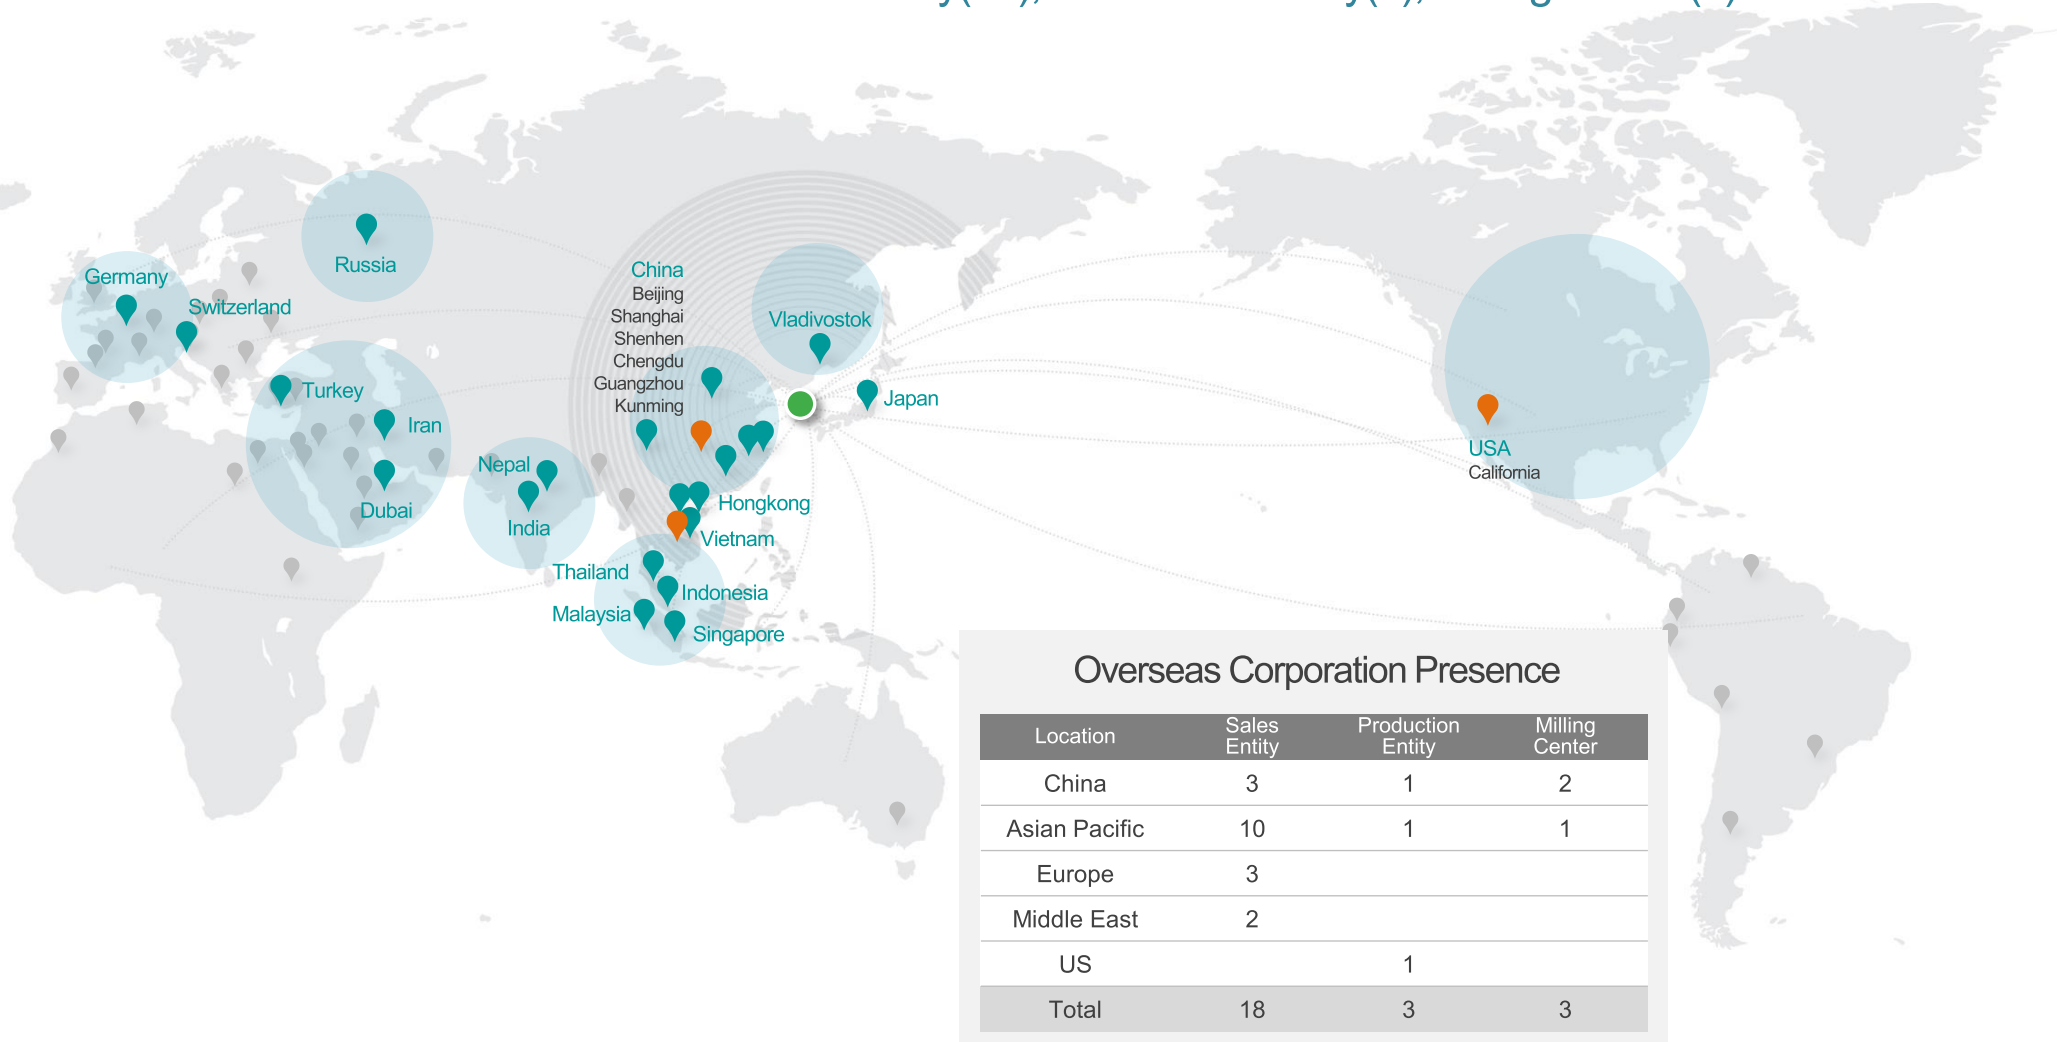 Germany
Switzerland
Russia
Turkey
Iran
Dubai
Nepal
India
China
Beijing
Shanghai
Shenhen
Chengdu
Guangzhou
Kunming
Vladivostok
Japan
Hongkong
Vietnam
Thailand
Indonesia
Malaysia
Singapore
USA
California
Overseas Corporation Presence
Location Sales Entity Production Entity Milling Center
China 3 1 2
Asian Pacific 10 1 1
Europe 3
Middle East 2
US 1
Total 18 3 3